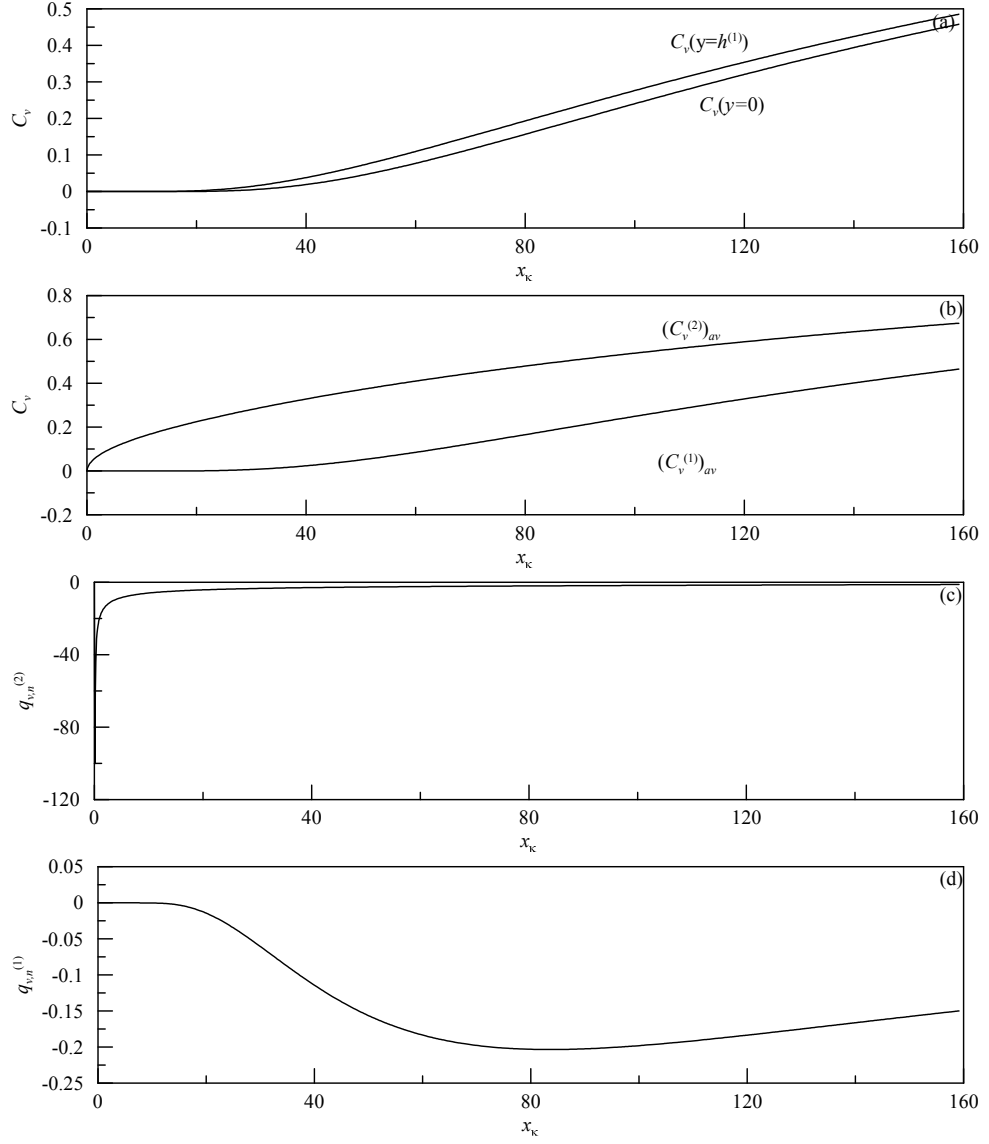 0.5
(a)
0.4
C_v(y=h^(1))
0.3
C_v
0.2
C_v(y=0)
0.1
0
-0.1
0 40 80 120 160
x_κ
0.8
(b)
0.6
(C_v^(2))_av
0.4
C_v
0.2
(C_v^(1))_av
0
-0.2
0 40 80 120 160
x_κ
0
(c)
-40
q_v,n^(2)
-80
-120
0 40 80 120 160
x_κ
0.05
(d)
0
-0.05
q_v,n^(1)
-0.1
-0.15
-0.2
-0.25
0 40 80 120 160
x_κ